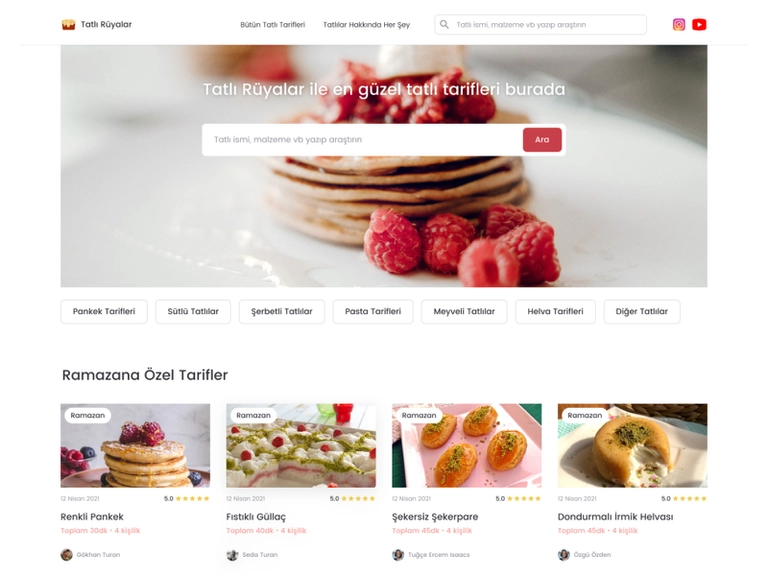 Tatlı Rüyalar
Bütün Tatlı Tarifleri
Tatlılar Hakkında Her Şey
Tatlı ismi, malzeme vb yazıp araştırın
Tatlı Rüyalar ile en güzel tatlı tarifleri burada
Tatlı ismi, malzeme vb yazıp araştırın
Ara
Pankek Tarifleri
Sütlü Tatlılar
Şerbetli Tatlılar
Pasta Tarifleri
Meyveli Tatlılar
Helva Tarifleri
Diğer Tatlılar
Ramazana Özel Tarifler
Ramazan
12 Nisan 2021
5.0
Renkli Pankek
Toplam 30dk - 4 kişilik
Gökhan Turan
Ramazan
12 Nisan 2021
5.0
Fıstıklı Güllaç
Toplam 40dk - 4 kişilik
Seda Turan
Ramazan
12 Nisan 2021
5.0
Şekersiz Şekerpare
Toplam 45dk - 4 kişilik
Tuğçe Ercem Isaacs
Ramazan
12 Nisan 2021
5.0
Dondurmalı İrmik Helvası
Toplam 45dk - 4 kişilik
Özgü Özden